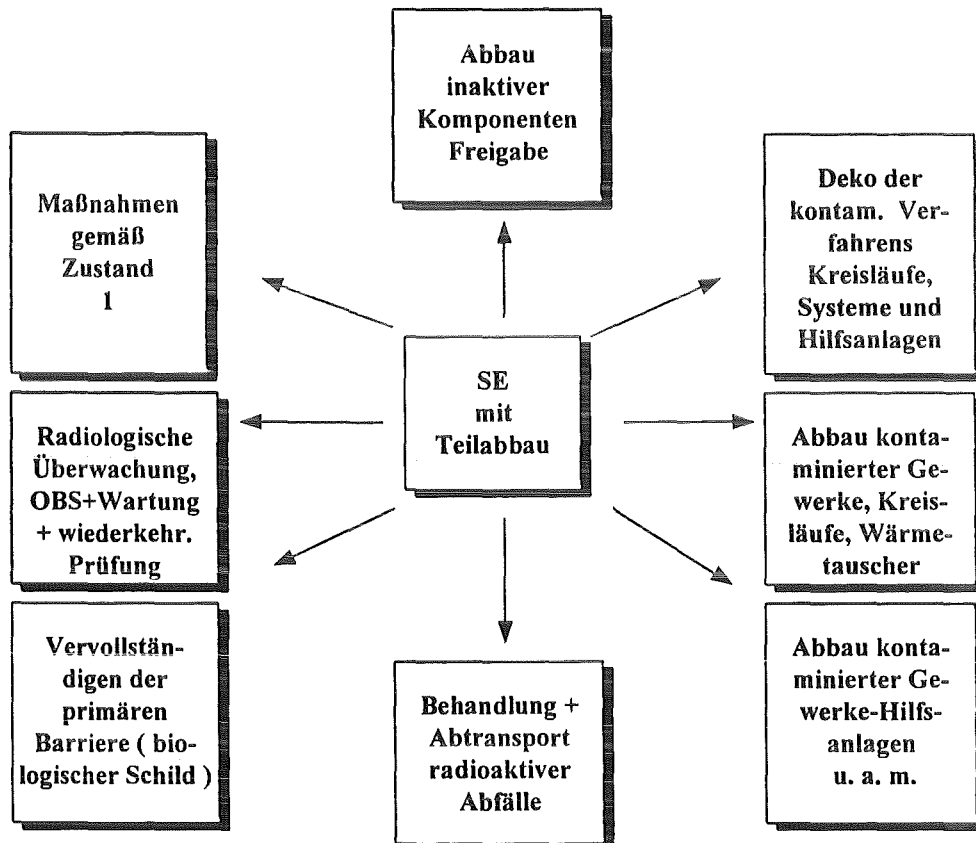 Abbau
inaktiver
Komponenten
Freigabe
Maßnahmen
gemäß
Zustand
1
Deko der
kontam. Ver-
fahrens
Kreisläufe,
Systeme und
Hilfsanlagen
SE
mit
Teilabbau
Radiologische
Überwachung,
OBS+Wartung
+ wiederkehr.
Prüfung
Abbau konta-
minierter Ge-
werke, Kreis-
läufe, Wärme-
tauscher
Vervollstän-
digen der
primären
Barriere ( bio-
logischer Schild )
Behandlung +
Abtransport
radioaktiver
Abfälle
Abbau konta-
minierter Ge-
werke-Hilfs-
anlagen
u. a. m.